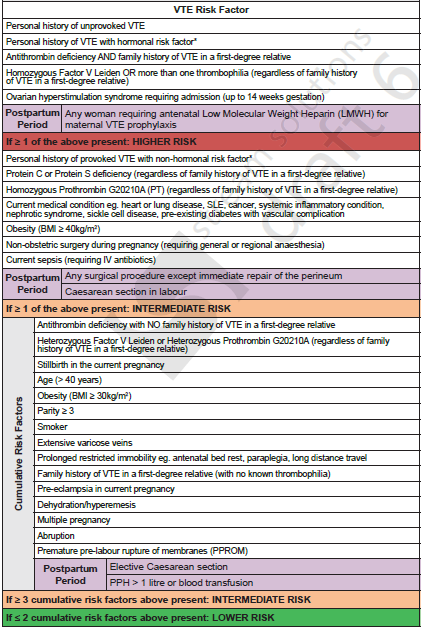 VTE Risk Factor
Personal history of unprovoked VTE
Personal history of VTE with hormonal risk factor*
Antithrombin deficiency AND family history of VTE in a first-degree relative
Homozygous Factor V Leiden OR more than one thrombophilia (regardless of family history
of VTE in a first-degree relative)
Ovarian hyperstimulation syndrome requiring admission (up to 14 weeks gestation)
Postpartum
Period
Any woman requiring antenatal Low Molecular Weight Heparin (LMWH) for
maternal VTE prophylaxis
If ≥ 1 of the above present: HIGHER RISK
Personal history of provoked VTE with non-hormonal risk factor*
Protein C or Protein S deficiency (regardless of family history of VTE in a first-degree relative)
Homozygous Prothrombin G20210A (PT) (regardless of family history of VTE in a first-degree relative)
Current medical condition eg. heart or lung disease, SLE, cancer, systemic inflammatory condition,
nephrotic syndrome, sickle cell disease, pre-existing diabetes with vascular complication
Obesity (BMI ≥ 40kg/m²)
Non-obstetric surgery during pregnancy (requiring general or regional anaesthesia)
Current sepsis (requiring IV antibiotics)
Postpartum
Period
Any surgical procedure except immediate repair of the perineum
Caesarean section in labour
If ≥ 1 of the above present: INTERMEDIATE RISK
Cumulative Risk Factors
Antithrombin deficiency with NO family history of VTE in a first-degree relative
Heterozygous Factor V Leiden or Heterozygous Prothrombin G20210A (regardless of family
history of VTE in a first-degree relative)
Stillbirth in the current pregnancy
Age (> 40 years)
Obesity (BMI ≥ 30kg/m²)
Parity ≥ 3
Smoker
Extensive varicose veins
Prolonged restricted immobility eg. antenatal bed rest, paraplegia, long distance travel
Family history of VTE in a first-degree relative (with no known thrombophilia)
Pre-eclampsia in current pregnancy
Dehydration/hyperemesis
Multiple pregnancy
Abruption
Premature pre-labour rupture of membranes (PPROM)
Postpartum
Period
Elective Caesarean section
PPH > 1 litre or blood transfusion
If ≥ 3 cumulative risk factors above present: INTERMEDIATE RISK
If ≤ 2 cumulative risk factors above present: LOWER RISK
solutions
draft 6